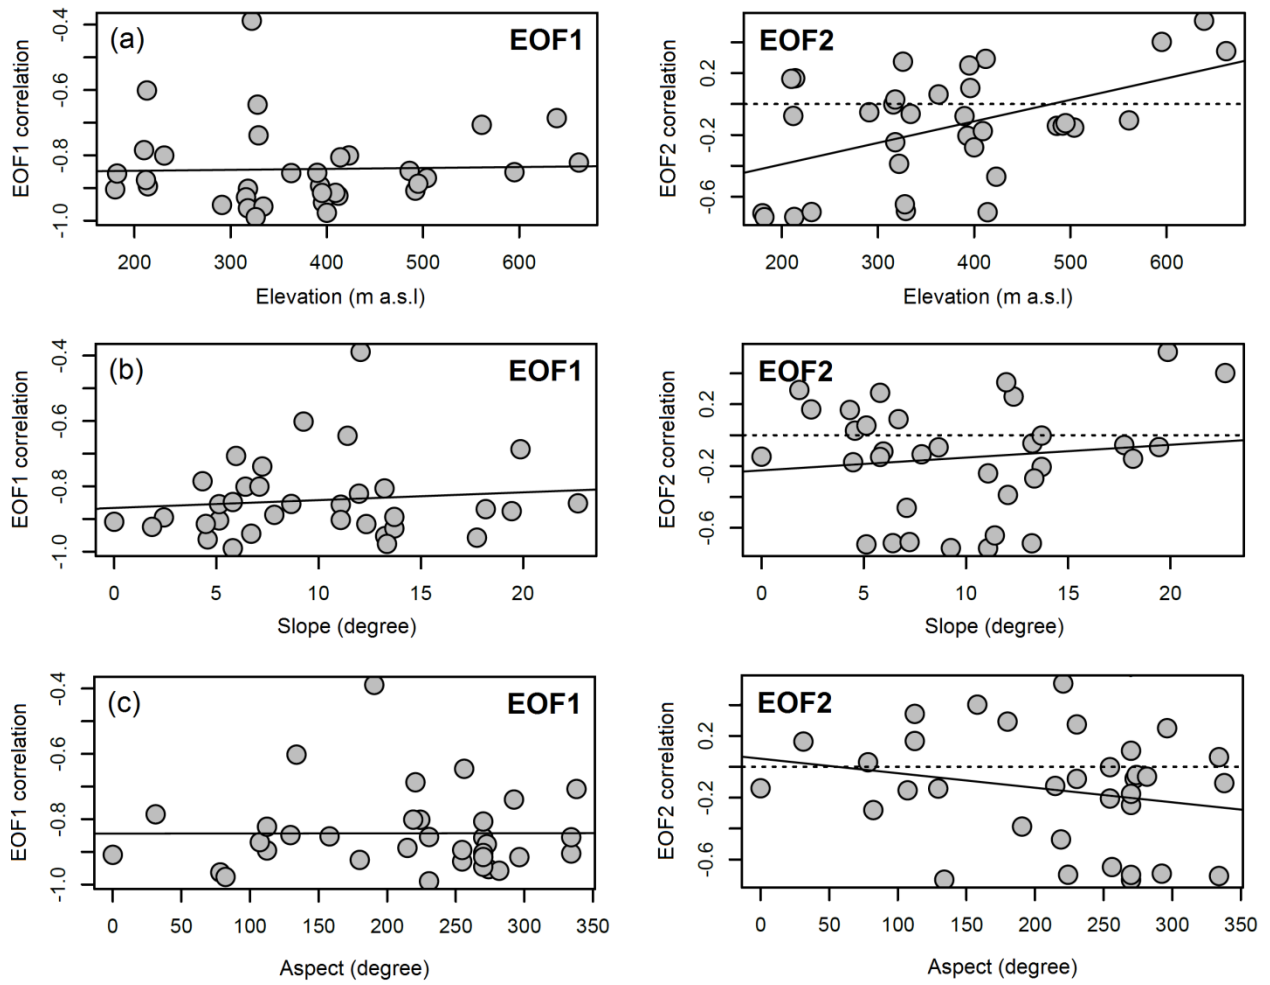 (a)
EOF1
EOF1 correlation
-0.4
-0.6
-0.8
-1.0
200 300 400 500 600
Elevation (m a.s.l)
EOF2
EOF2 correlation
0.2
-0.2
-0.6
200 300 400 500 600
Elevation (m a.s.l)
(b)
EOF1
EOF1 correlation
-0.4
-0.6
-0.8
-1.0
0 5 10 15 20
Slope (degree)
EOF2
EOF2 correlation
0.2
-0.2
-0.6
0 5 10 15 20
Slope (degree)
(c)
EOF1
EOF1 correlation
-0.4
-0.6
-0.8
-1.0
0 50 100 150 200 250 300 350
Aspect (degree)
EOF2
EOF2 correlation
0.2
-0.2
-0.6
0 50 100 150 200 250 300 350
Aspect (degree)